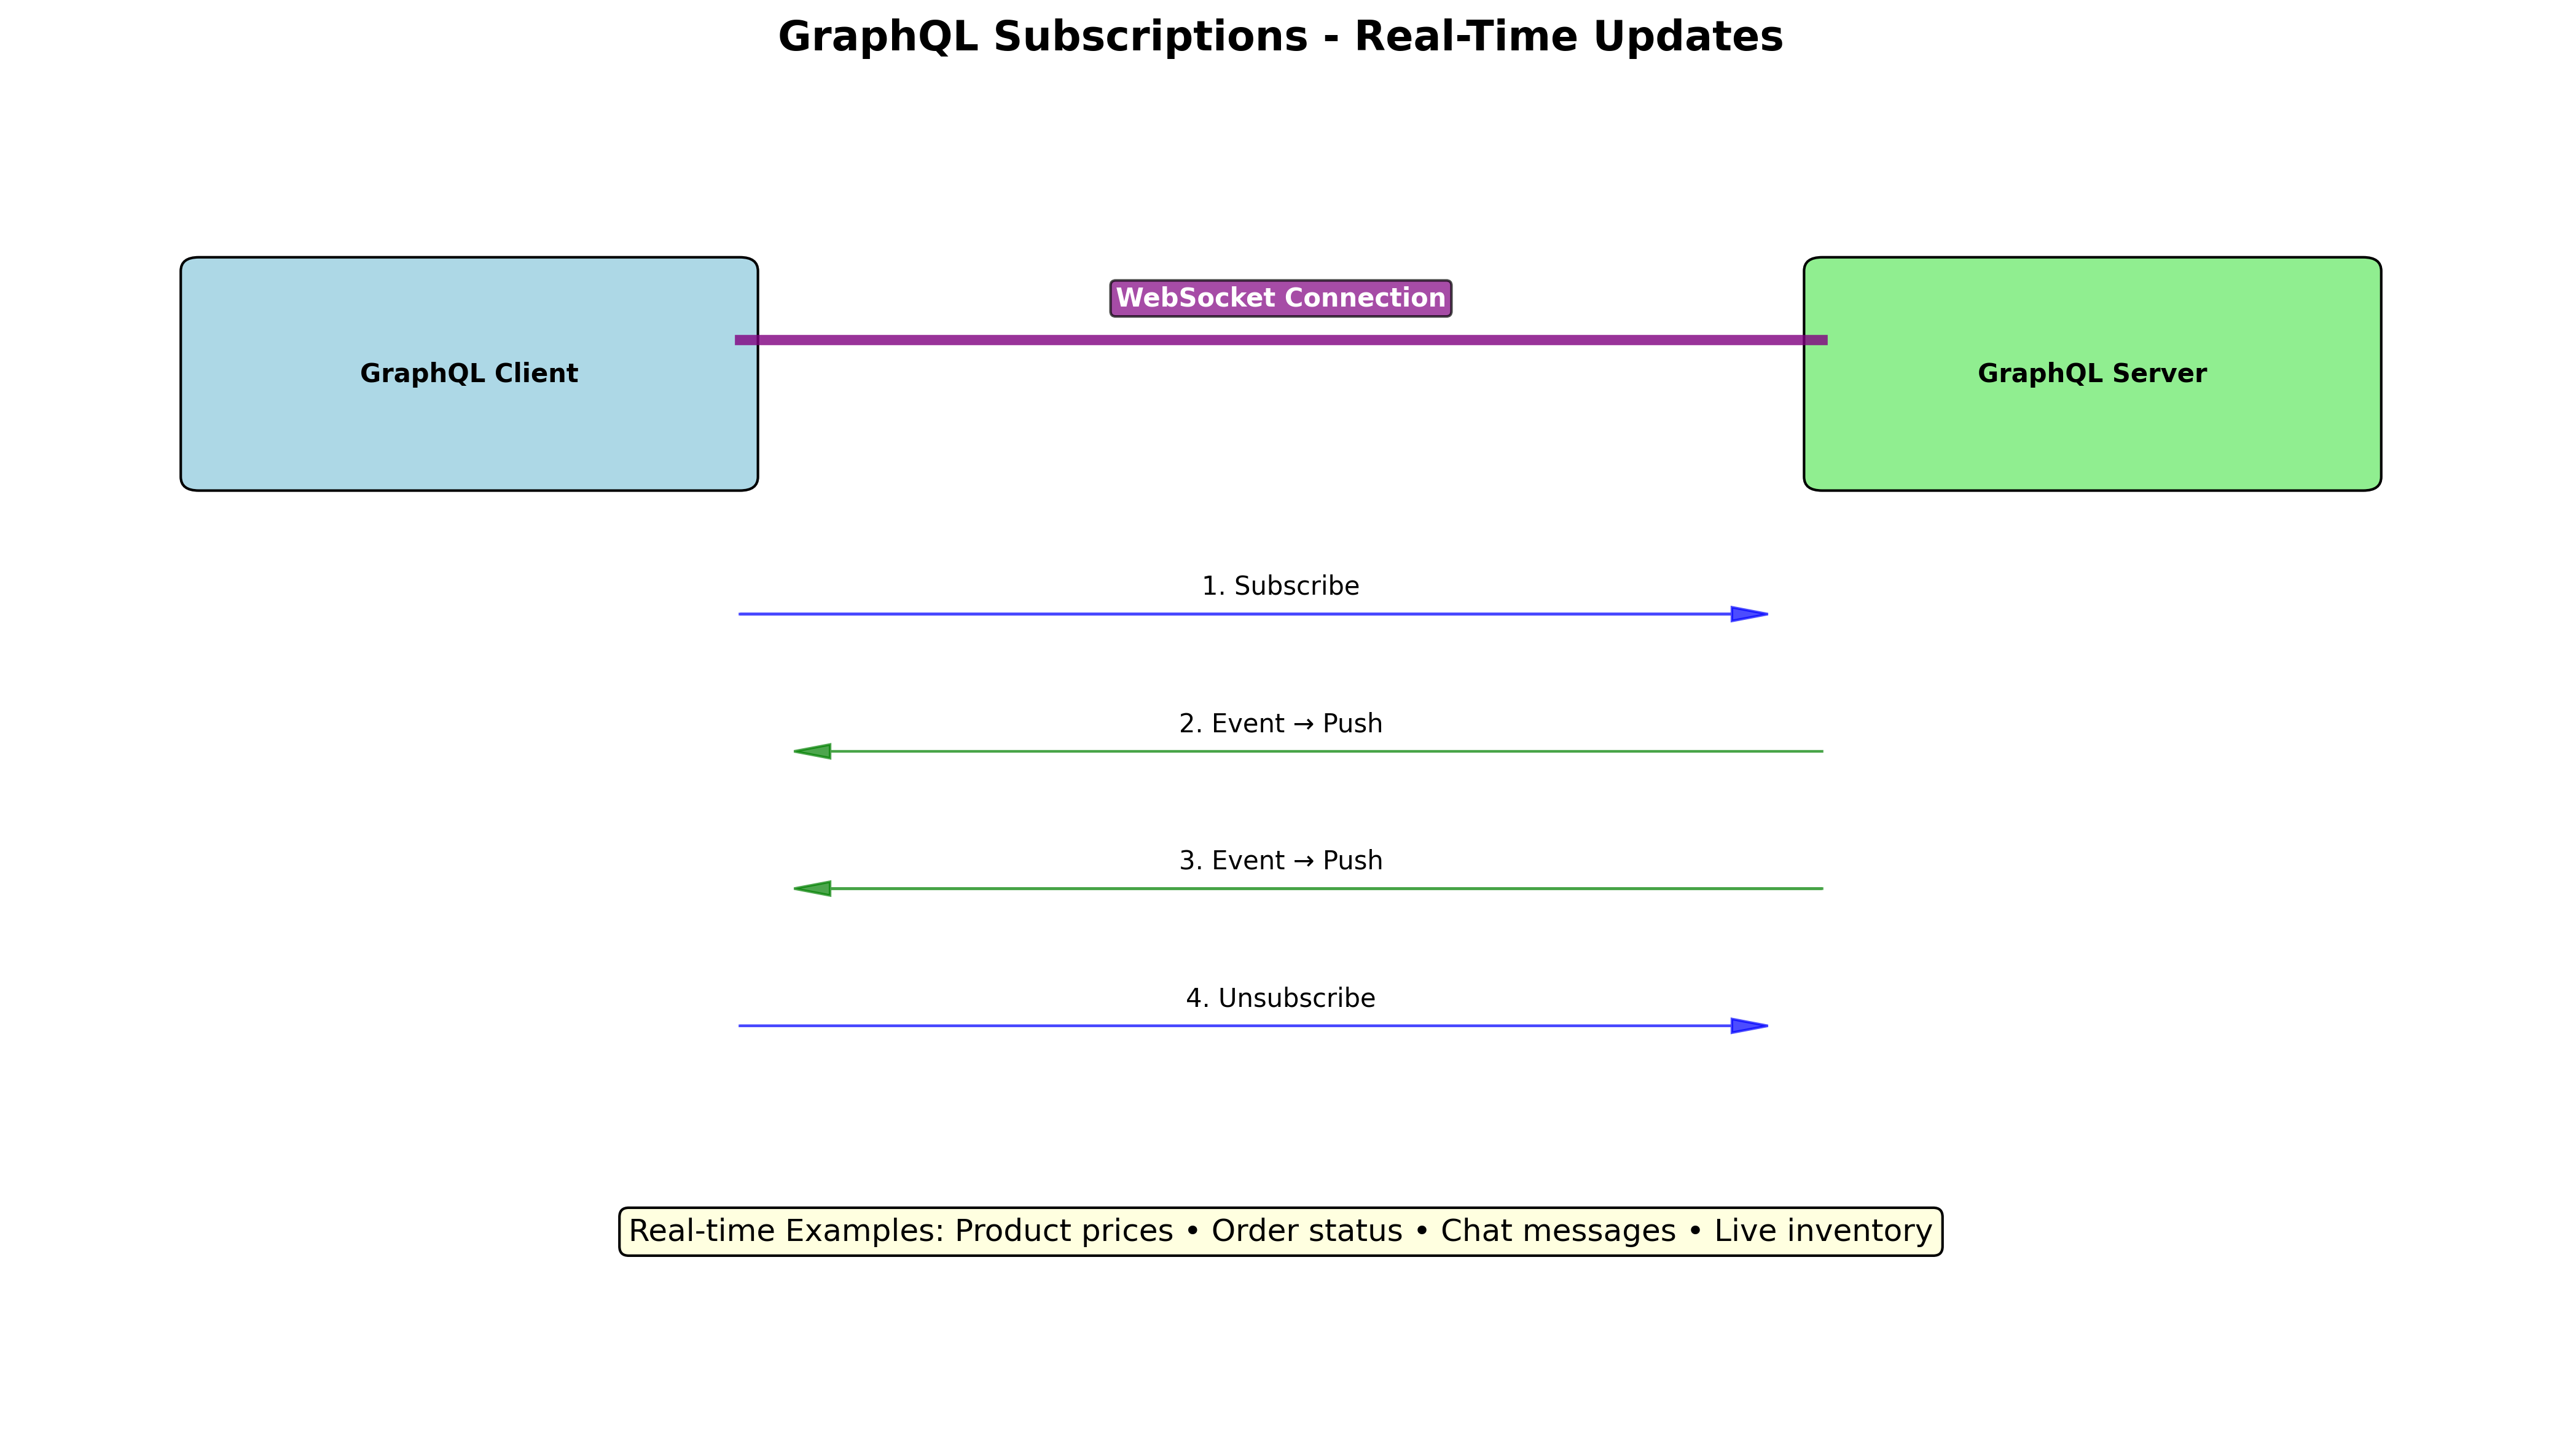 GraphQL Subscriptions - Real-Time Updates
WebSocket Connection
GraphQL Client
GraphQL Server
1. Subscribe
2. Event → Push
3. Event → Push
4. Unsubscribe
Real-time Examples: Product prices • Order status • Chat messages • Live inventory